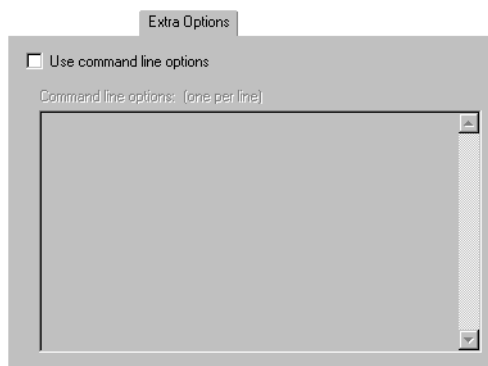 Extra Options
Use command line options
Command line options: (one per line)